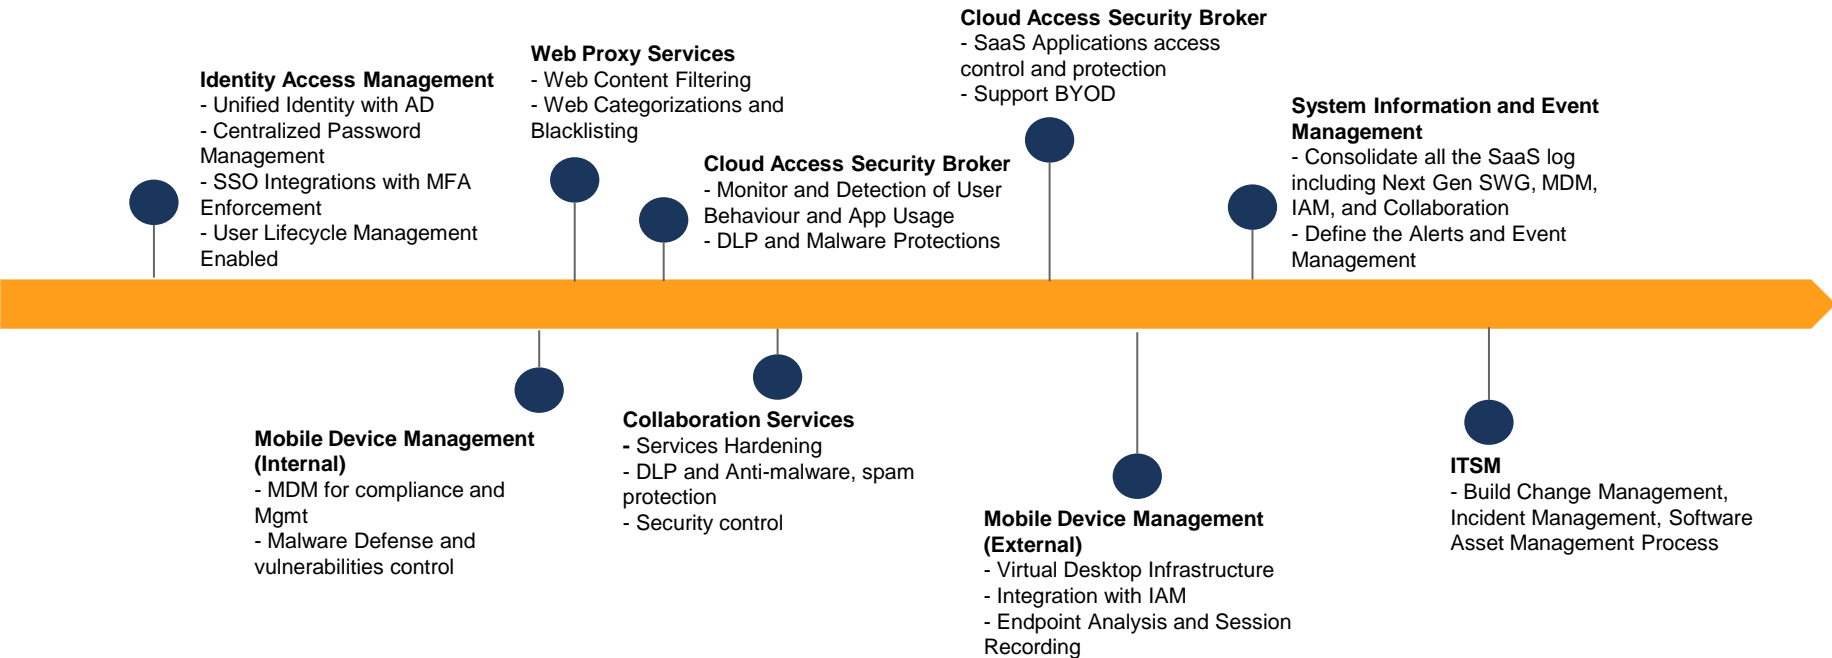 Identity Access Management
- Unified Identity with AD
- Centralized Password
Management
- SSO Integrations with MFA
Enforcement
- User Lifecycle Management
Enabled
Web Proxy Services
- Web Content Filtering
- Web Categorizations and
Blacklisting
Cloud Access Security Broker
- Monitor and Detection of User
Behaviour and App Usage
- DLP and Malware Protections
Cloud Access Security Broker
- SaaS Applications access
control and protection
- Support BYOD
System Information and Event
Management
- Consolidate all the SaaS log
including Next Gen SWG, MDM,
IAM, and Collaboration
- Define the Alerts and Event
Management
Mobile Device Management
(Internal)
- MDM for compliance and
Mgmt
- Malware Defense and
vulnerabilities control
Collaboration Services
- Services Hardening
- DLP and Anti-malware, spam
protection
- Security control
Mobile Device Management
(External)
- Virtual Desktop Infrastructure
- Integration with IAM
- Endpoint Analysis and Session
Recording
ITSM
- Build Change Management,
Incident Management, Software
Asset Management Process